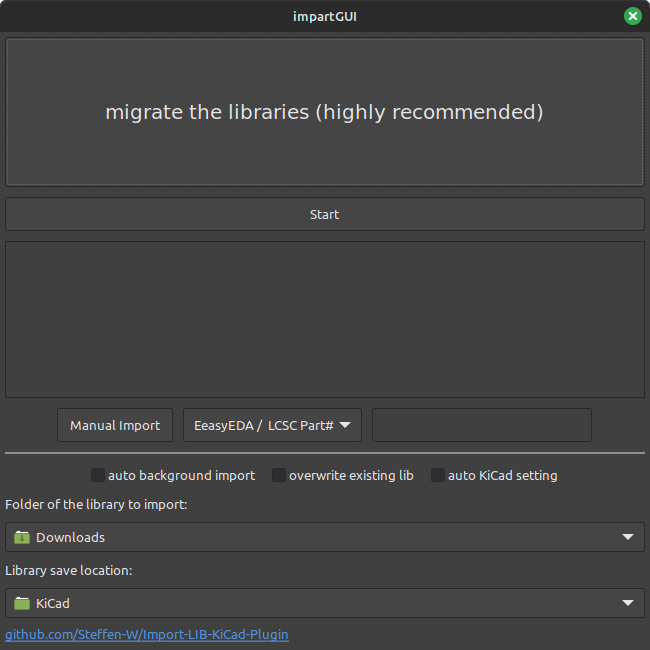 impartGUI
migrate the libraries (highly recommended)
Start
Manual Import EeasyEDA / LCSC Part#
auto background import overwrite existing lib auto KiCad setting
Folder of the library to import:
Downloads
Library save location:
KiCad
github.com/Steffen-W/Import-LIB-KiCad-Plugin